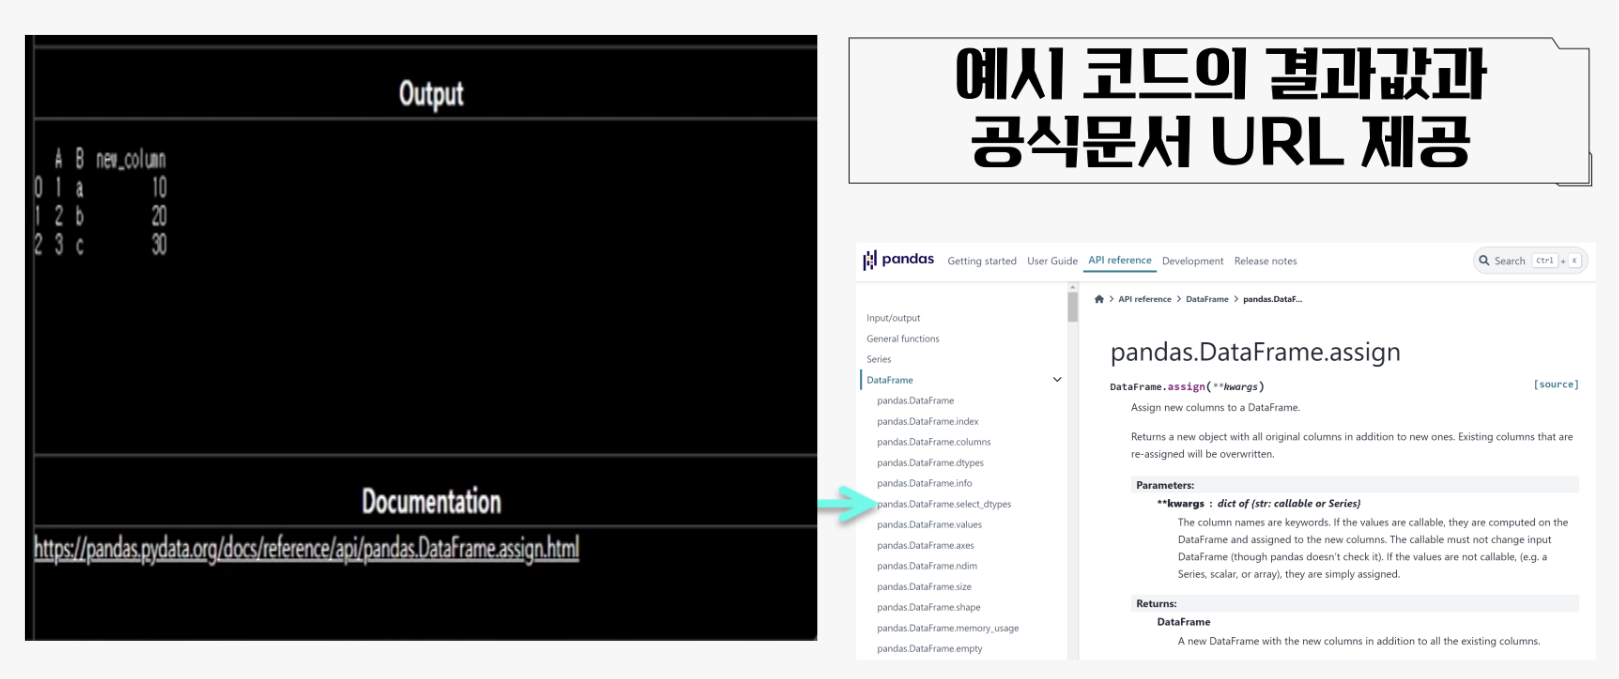 Output
A B new_column
0 1 a 10
1 2 b 20
2 3 c 30
Documentation
https://pandas.pydata.org/docs/reference/api/pandas.DataFrame.assign.html
예시 코드의 결과값과
공식문서 URL 제공
pandas Getting started User Guide API reference Development Release notes Search Ctrl + K
Input/output
General functions
Series
DataFrame
pandas.DataFrame
pandas.DataFrame.index
pandas.DataFrame.columns
pandas.DataFrame.dtypes
pandas.DataFrame.info
pandas.DataFrame.select_dtypes
pandas.DataFrame.values
pandas.DataFrame.axes
pandas.DataFrame.ndim
pandas.DataFrame.size
pandas.DataFrame.shape
pandas.DataFrame.memory_usage
pandas.DataFrame.empty
> API reference > DataFrame > pandas.DataF...
pandas.DataFrame.assign
DataFrame.assign(**kwargs) [source]
Assign new columns to a DataFrame.
Returns a new object with all original columns in addition to new ones. Existing columns that are
re-assigned will be overwritten.
Parameters:
**kwargs : dict of {str: callable or Series}
The column names are keywords. If the values are callable, they are computed on the
DataFrame and assigned to the new columns. The callable must not change input
DataFrame (though pandas doesn't check it). If the values are not callable, (e.g. a
Series, scalar, or array), they are simply assigned.
Returns:
DataFrame
A new DataFrame with the new columns in addition to all the existing columns.